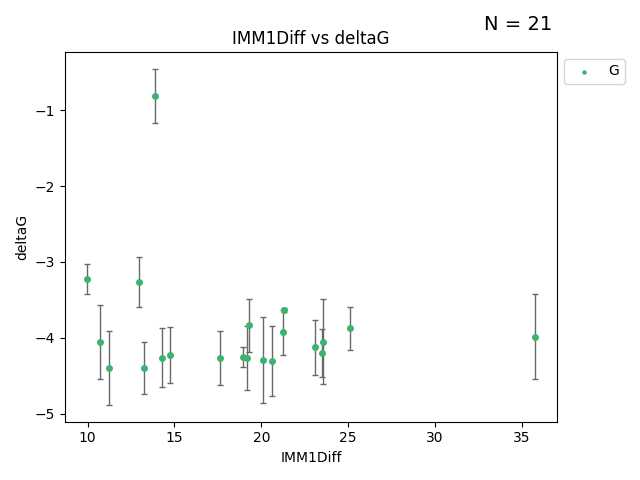 N = 21
IMM1Diff vs deltaG
G
deltaG
−1
−2
−3
−4
−5
10 15 20 25 30 35
IMM1Diff